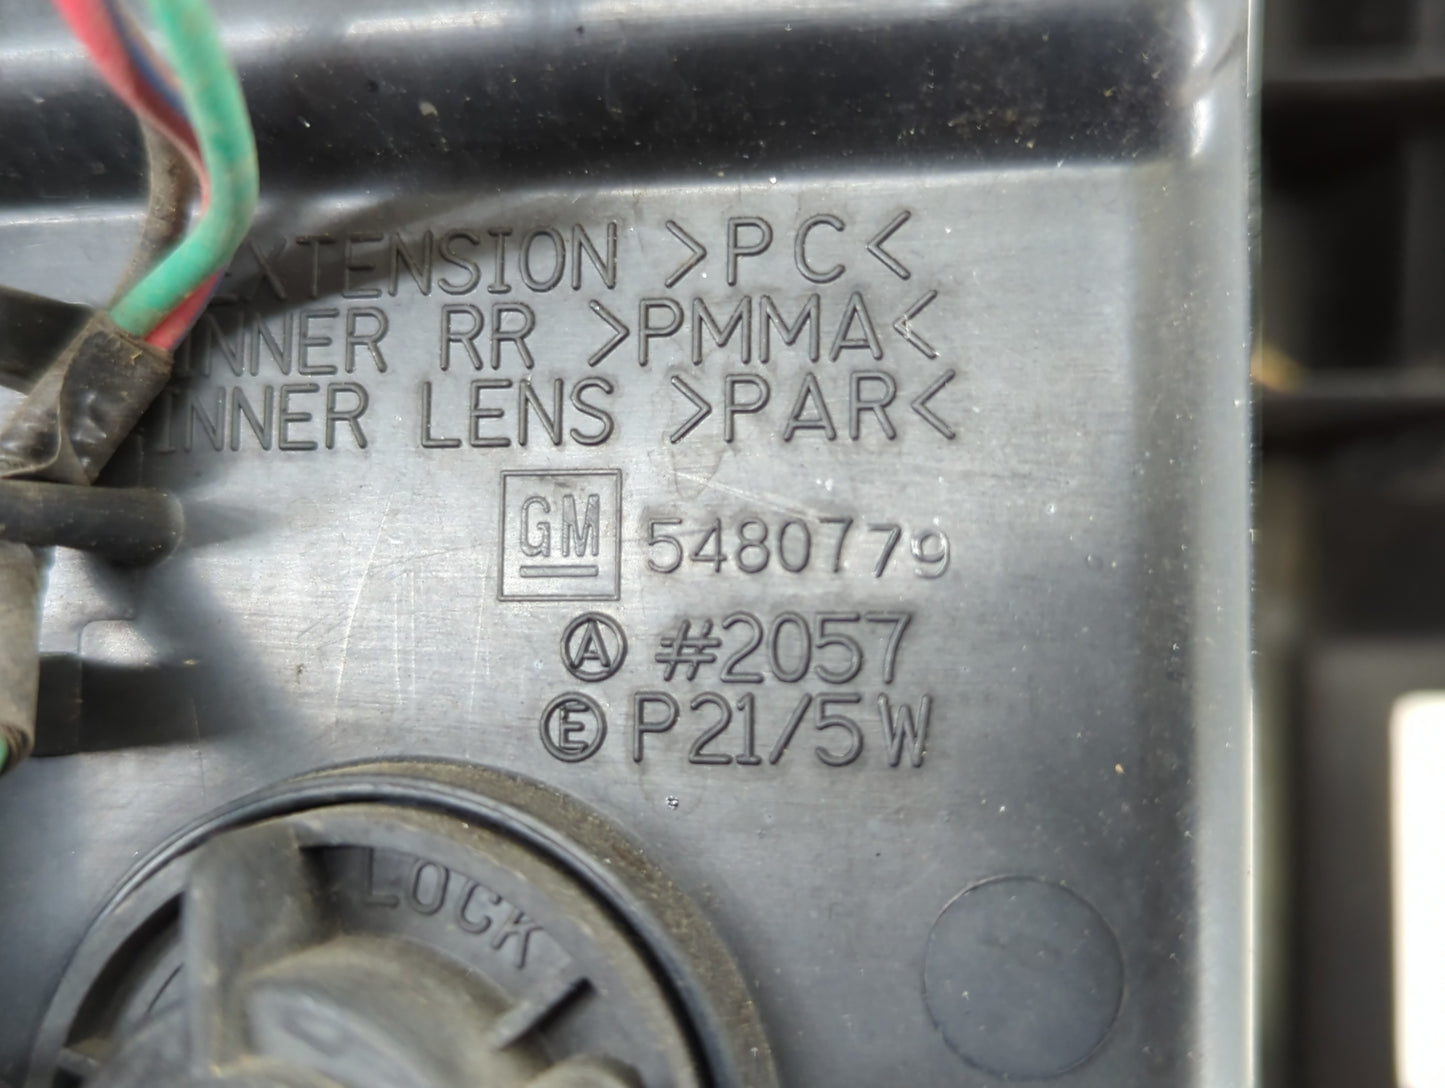 EXTENSION >PC<
INNER RR >PMMA<
INNER LENS >PAR<
GM 5480779
Ⓐ #2057
Ⓔ P21/5W
LOCK